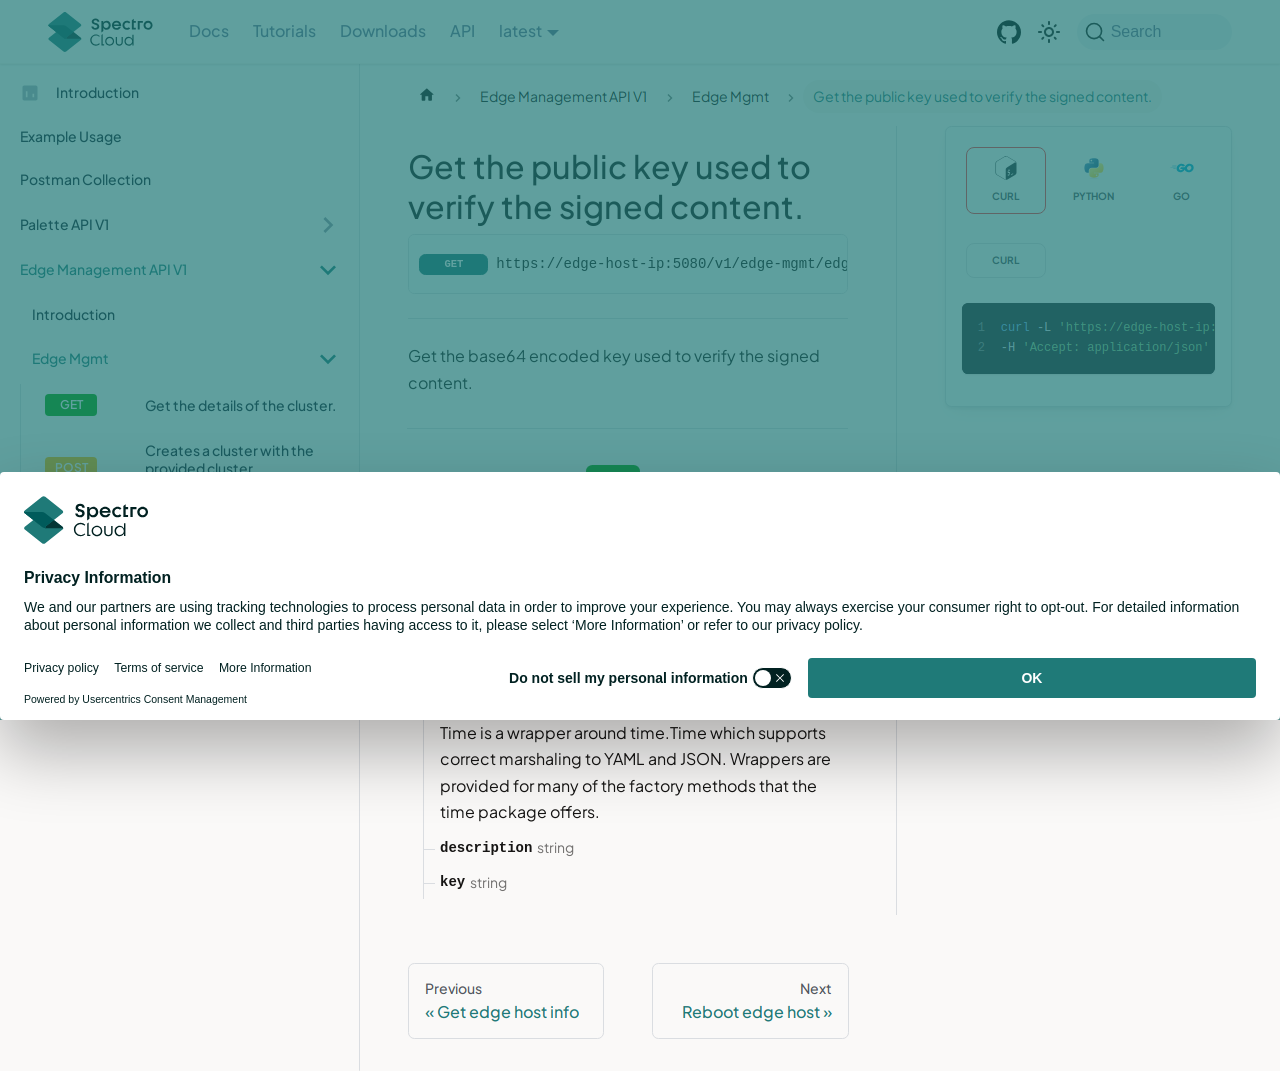 Spectro Cloud
Docs Tutorials Downloads API latest
Search
Introduction
Example Usage
Postman Collection
Palette API V1
Edge Management API V1
Introduction
Edge Mgmt
GET Get the details of the cluster.
POST Creates a cluster with the
provided cluster
Edge Management API V1 Edge Mgmt Get the public key used to verify the signed content.
Get the public key used to
verify the signed content.
GET https://edge-host-ip:5080/v1/edge-mgmt/edg
Get the base64 encoded key used to verify the signed
content.
CURL PYTHON GO
CURL
1 curl -L 'https://edge-host-ip:
2 -H 'Accept: application/json'
Spectro
Cloud
Privacy Information
We and our partners are using tracking technologies to process personal data in order to improve your experience. You may always exercise your consumer right to opt-out. For detailed information
about personal information we collect and third parties having access to it, please select ‘More Information’ or refer to our privacy policy.
Privacy policy Terms of service More Information
Powered by Usercentrics Consent Management
Do not sell my personal information
OK
Time is a wrapper around time.Time which supports
correct marshaling to YAML and JSON. Wrappers are
provided for many of the factory methods that the
time package offers.
description string
key string
Previous
« Get edge host info
Next
Reboot edge host »